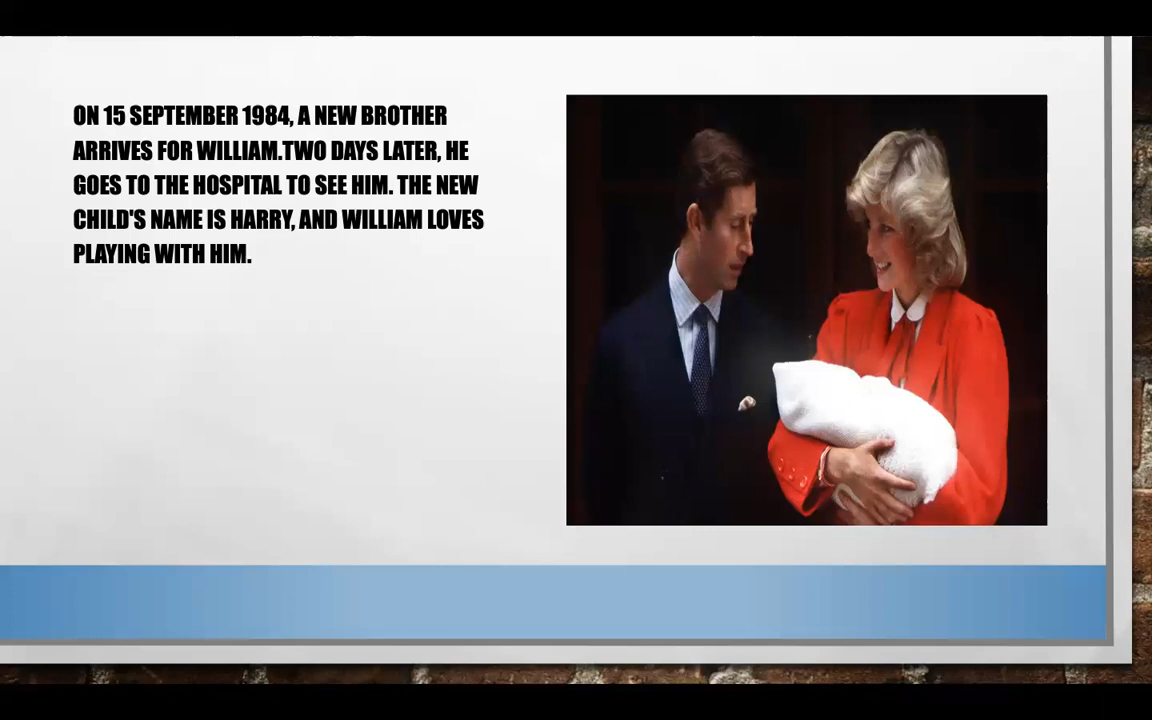 ON 15 SEPTEMBER 1984, A NEW BROTHER
ARRIVES FOR WILLIAM.TWO DAYS LATER, HE
GOES TO THE HOSPITAL TO SEE HIM. THE NEW
CHILD'S NAME IS HARRY, AND WILLIAM LOVES
PLAYING WITH HIM.